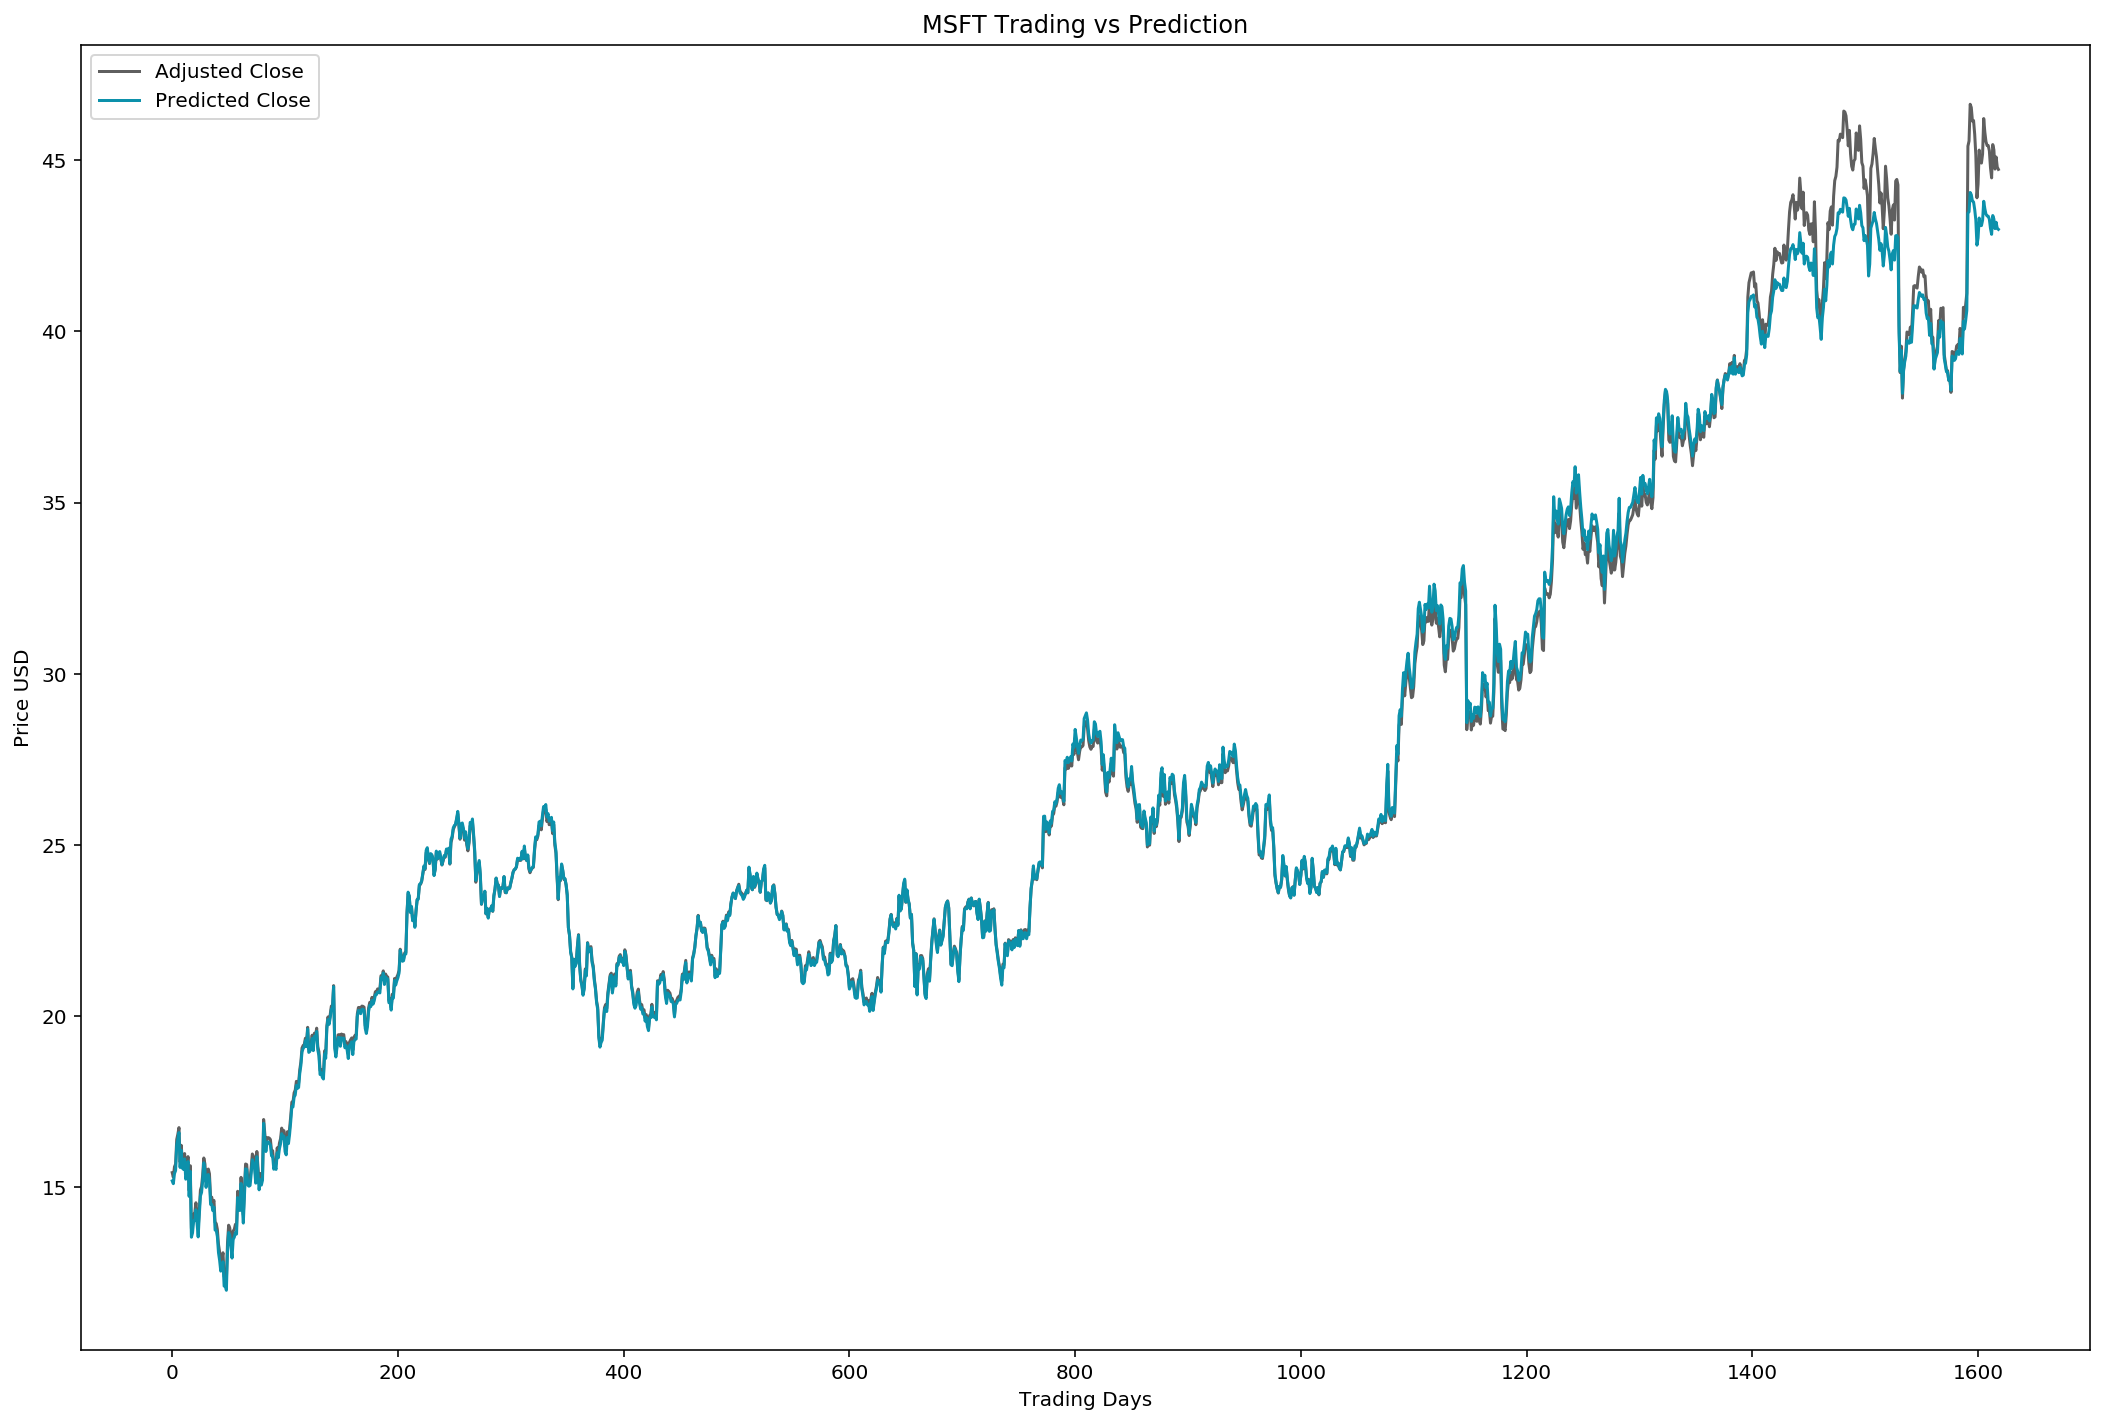 MSFT Trading vs Prediction
Adjusted Close
Predicted Close
45
40
35
30
25
20
15
Price USD
0 200 400 600 800 1000 1200 1400 1600
Trading Days